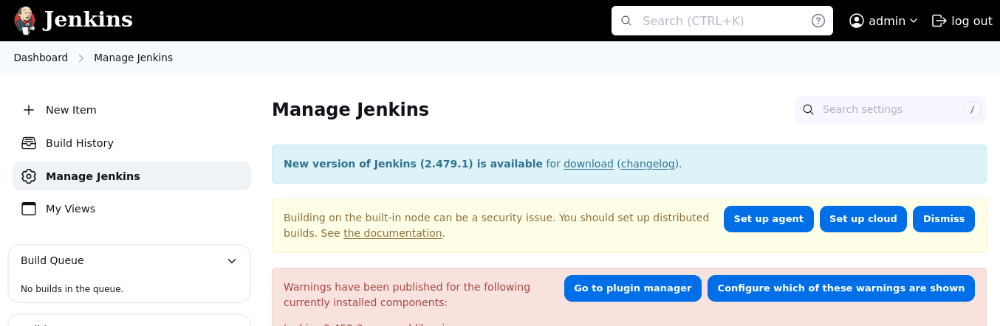 Jenkins
Search (CTRL+K)
admin
log out
Dashboard
Manage Jenkins
New Item
Build History
Manage Jenkins
My Views
Build Queue
No builds in the queue.
Manage Jenkins
Search settings
/
New version of Jenkins (2.479.1) is available for download (changelog).
Building on the built-in node can be a security issue. You should set up distributed
builds. See the documentation.
Set up agent
Set up cloud
Dismiss
Warnings have been published for the following
currently installed components:
Go to plugin manager
Configure which of these warnings are shown